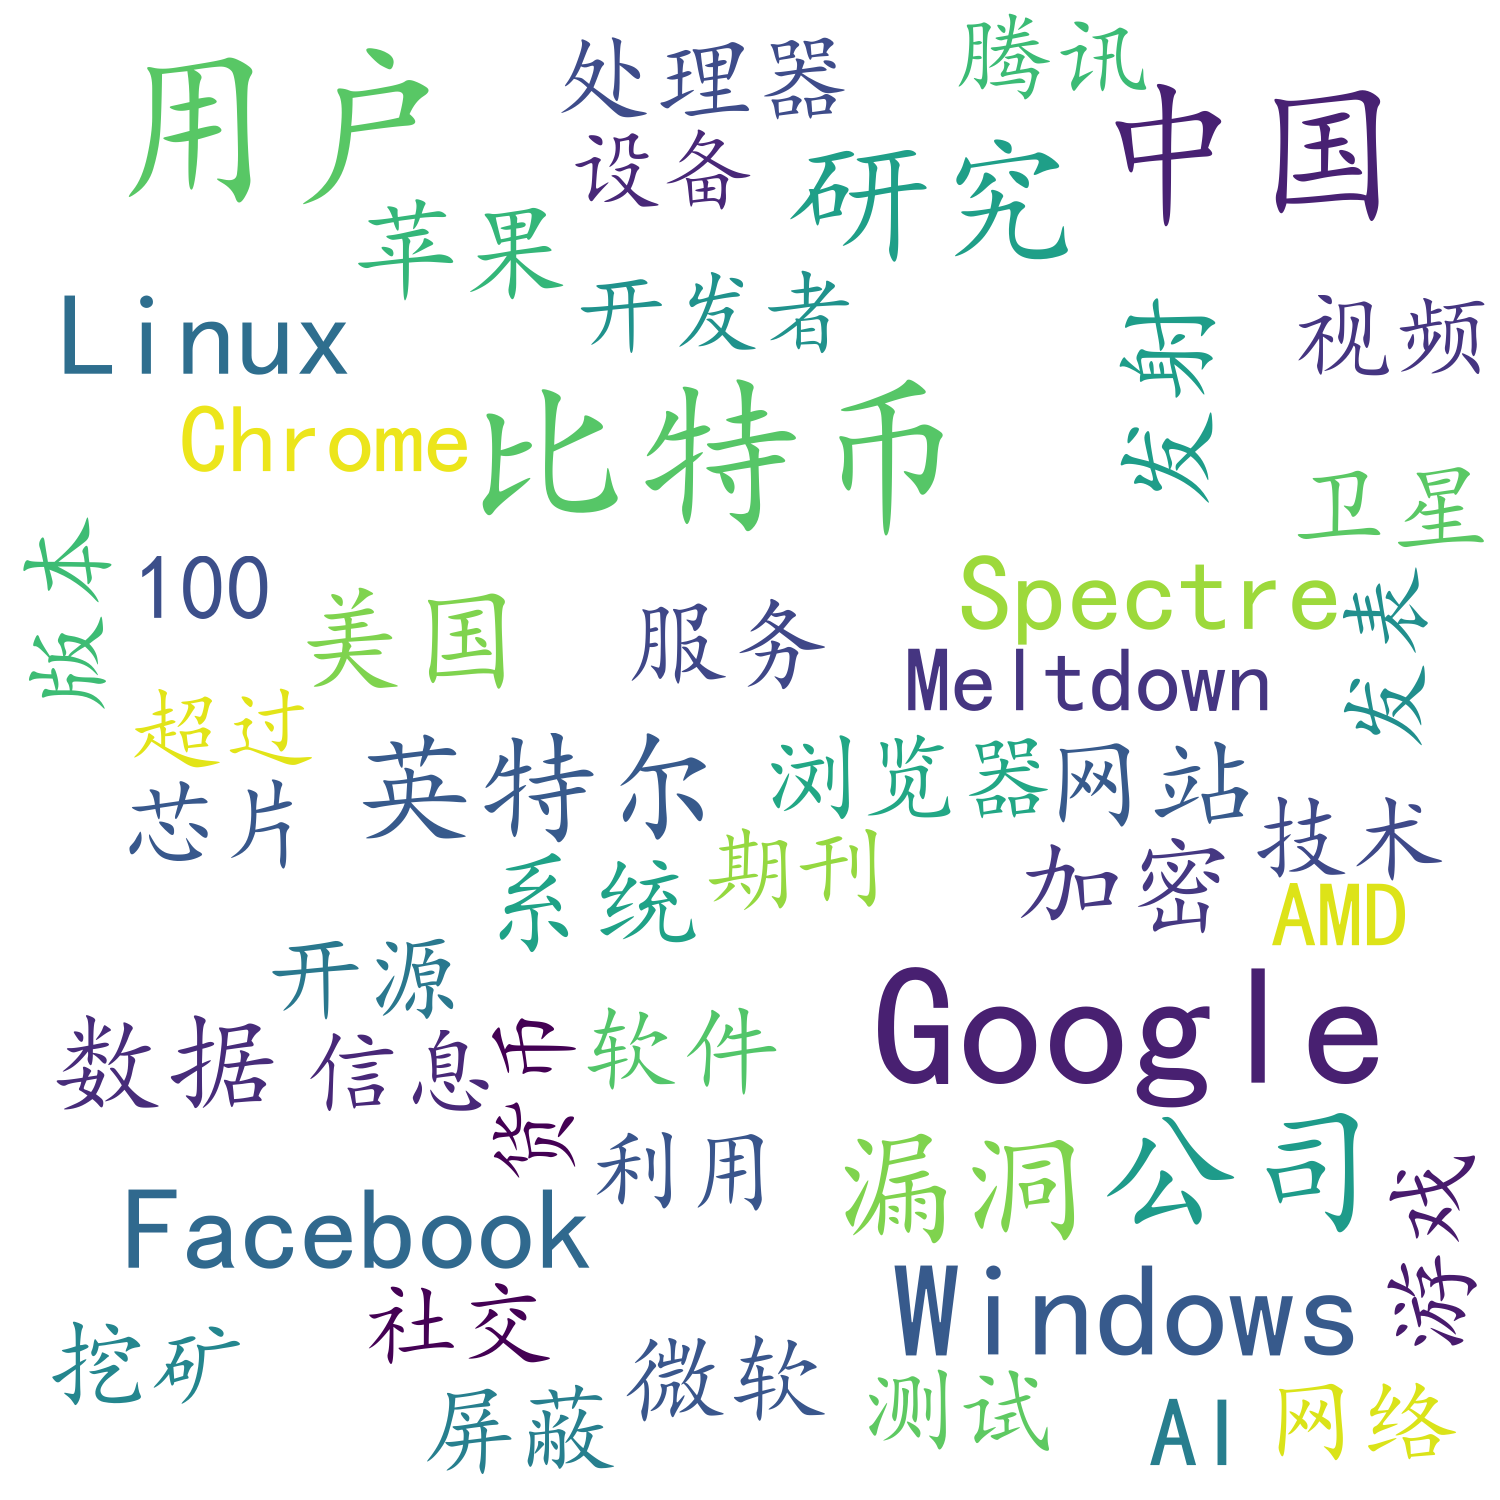 用户
处理器
腾讯
中国
设备
研究
苹果
开发者
发射
视频
Linux
Chrome
比特币
卫星
版本
100
美国
服务
Spectre
发表
Meltdown
超过
英特尔
浏览器
网站
芯片
技术
期刊
加密
系统
AMD
开源
Google
数据
信息
货币
软件
漏洞
公司
利用
游戏
Facebook
Windows
社交
挖矿
微软
屏蔽
测试
AI
网络